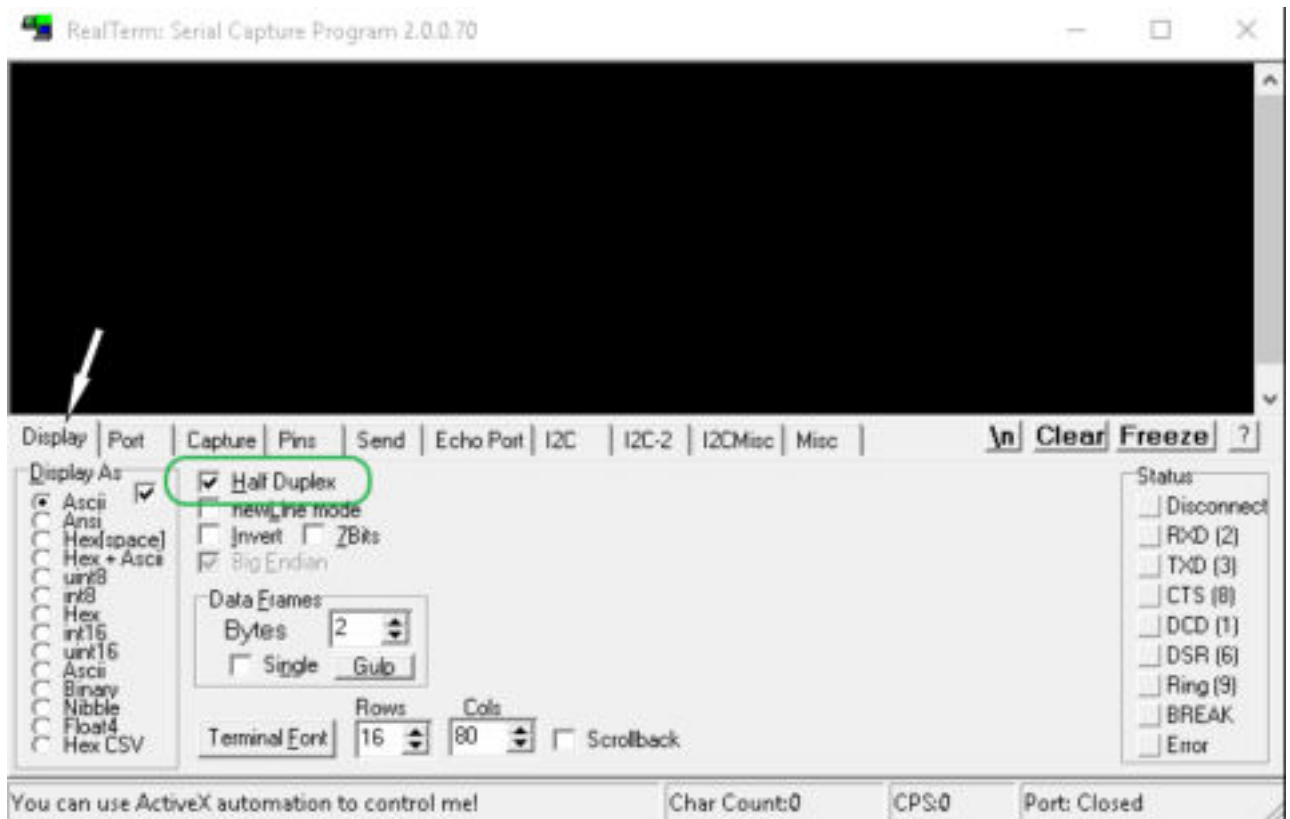 RealTerm: Serial Capture Program 2.0.0.70
Display Port Capture Pins Send Echo Port I2C I2C-2 I2CMisc Misc \n Clear Freeze ?
Display As
Ascii
Ansi
Hex[space]
Hex + Ascii
uint8
int8
Hex
int16
uint16
Ascii
Binary
Nibble
Float4
Hex CSV
Half Duplex
newLine mode
Invert 7Bits
Big Endian
Data Frames
Bytes 2
Single Gulp
Rows Cols
Terminal Font 16 80 Scrollback
Status
Disconnect
RXD (2)
TXD (3)
CTS (8)
DCD (1)
DSR (6)
Ring (9)
BREAK
Error
You can use ActiveX automation to control me! Char Count:0 CPS:0 Port: Closed